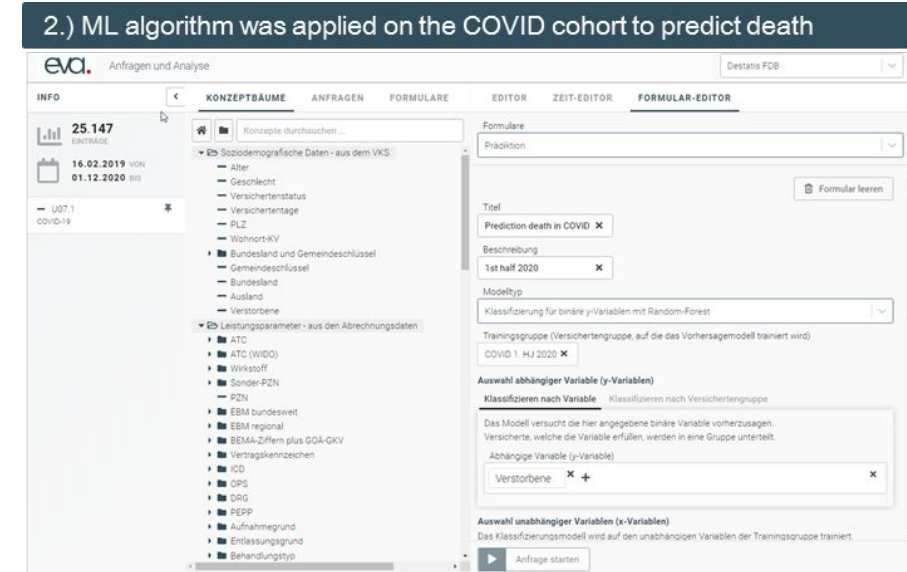 2.) ML algorithm was applied on the COVID cohort to predict death
eva. Anfragen und Analyse
Destatis FDB
INFO
25.147
EINTRÄGE
16.02.2019 VON
01.12.2020 BIS
U07.1
COVID-19
KONZEPTBÄUME ANFRAGEN FORMULARE
Konzepte durchsuchen ...
Soziodemografische Daten - aus dem VKS
Alter
Geschlecht
Versichertenstatus
Versichertentage
PLZ
Wohnort-KV
Bundesland und Gemeindeschlüssel
Gemeindeschlüssel
Bundesland
Ausland
Verstorbene
Leistungsparameter - aus den Abrechnungsdaten
ATC
ATC (WIDO)
Wirkstoff
Sonder-PZN
PZN
EBM bundesweit
EBM regional
BEMA-Ziffern plus GOÄ-GKV
Vertragskennzeichen
ICD
OPS
DRG
PEPP
Aufnahmegrund
Entlassungsgrund
Behandlungstyp
EDITOR ZEIT-EDITOR FORMULAR-EDITOR
Formulare
Prädiktion
Formular leeren
Titel
Prediction death in COVID
Beschreibung
1st half 2020
Modelltyp
Klassifizierung für binäre y-Variablen mit Random-Forest
Trainingsgruppe (Versichertengruppe, auf die das Vorhersagemodell trainiert wird)
COVID 1. HJ 2020
Auswahl abhängiger Variable (y-Variablen)
Klassifizieren nach Variable Klassifizieren nach Versichertengruppe
Das Modell versucht die hier angegebene binäre Variable vorherzusagen.
Versicherte, welche die Variable erfüllen, werden in eine Gruppe unterteilt.
Abhängige Variable (y-Variable)
Verstorbene
Auswahl unabhängiger Variablen (x-Variablen)
Das Klassifizierungsmodell wird auf den unabhängigen Variablen der Trainingsgruppe trainiert.
Anfrage starten